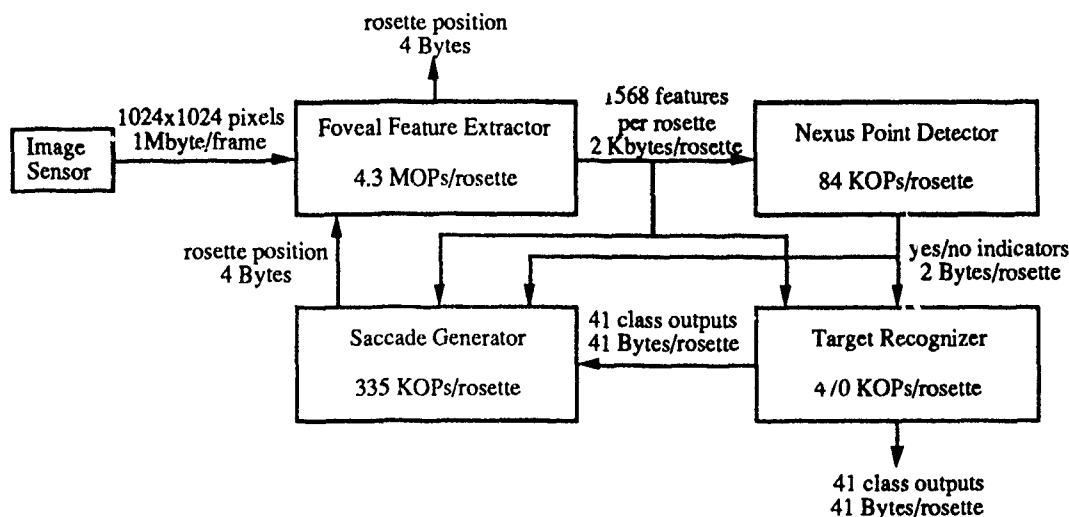 rosette position
4 Bytes
1024x1024 pixels
1Mbyte/frame
Image
Sensor
Foveal Feature Extractor
4.3 MOPs/rosette
1568 features
per rosette
2 Kbytes/rosette
Nexus Point Detector
84 KOPs/rosette
rosette position
4 Bytes
yes/no indicators
2 Bytes/rosette
Saccade Generator
335 KOPs/rosette
41 class outputs
41 Bytes/rosette
Target Recognizer
470 KOPs/rosette
41 class outputs
41 Bytes/rosette